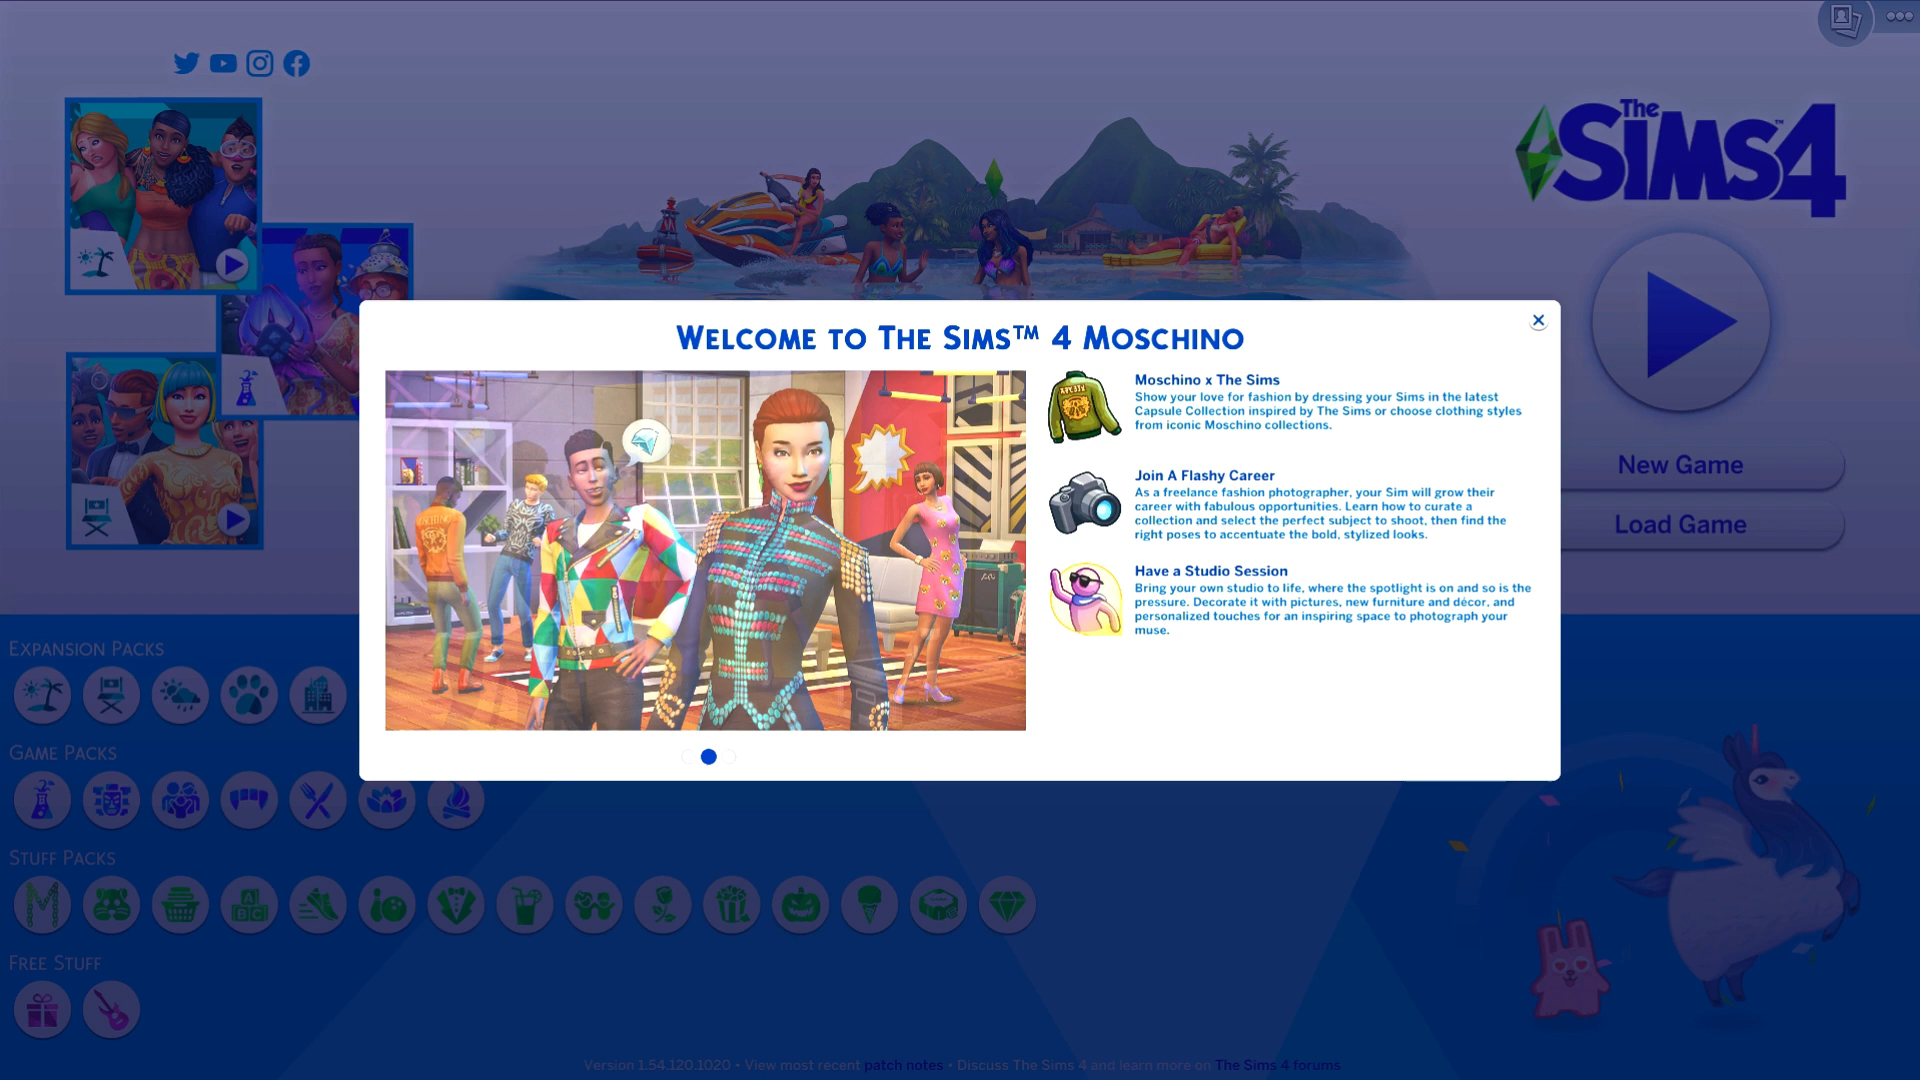 The
SiMS4
WELCOME TO THE SIMS™ 4 MOSCHINO
Moschino x The Sims
Show your love for fashion by dressing your Sims in the latest
Capsule Collection inspired by The Sims or choose clothing styles
from iconic Moschino collections.
Join A Flashy Career
As a freelance fashion photographer, your Sim will grow their
career with fabulous opportunities. Learn how to curate a
collection and select the perfect subject to shoot, then find the
right poses to accentuate the bold, stylized looks.
Have a Studio Session
Bring your own studio to life, where the spotlight is on and so is the
pressure. Decorate it with pictures, new furniture and décor, and
personalized touches for an inspiring space to photograph your
muse.
New Game
Load Game
EXPANSION PACKS
GAME PACKS
STUFF PACKS
M
A
B C
FREE STUFF
Version 1.54.120.1020 • View most recent patch notes • Discuss The Sims 4 and learn more on The Sims 4 forums